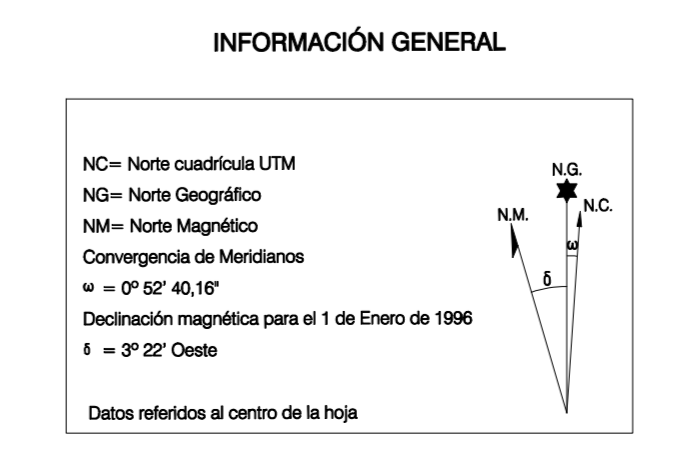 INFORMACIÓN GENERAL
NC= Norte cuadrícula UTM
NG= Norte Geográfico
NM= Norte Magnético
Convergencia de Meridianos
ω = 0º 52' 40,16"
Declinación magnética para el 1 de Enero de 1996
δ = 3º 22' Oeste
Datos referidos al centro de la hoja
N.G.
N.C.
N.M.
ω
δ